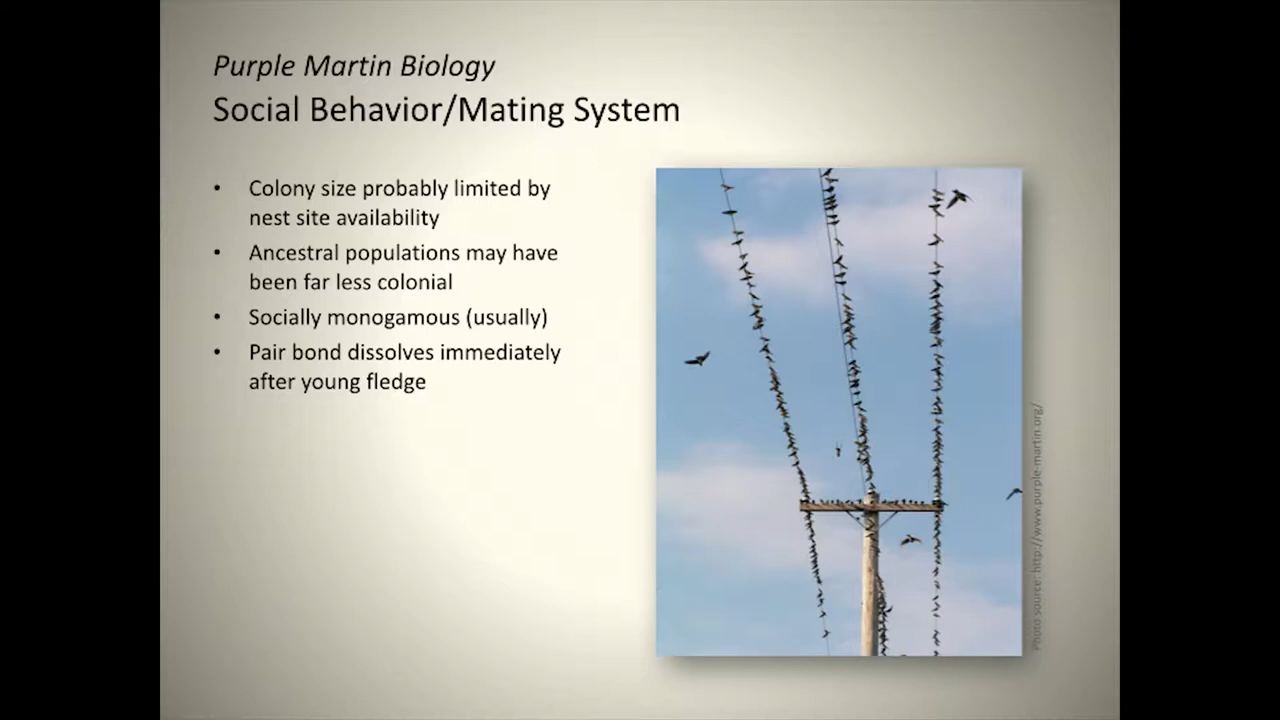 Purple Martin Biology
Social Behavior/Mating System
• Colony size probably limited by
nest site availability
• Ancestral populations may have
been far less colonial
• Socially monogamous (usually)
• Pair bond dissolves immediately
after young fledge
Photo source: http://www.purple-martin.org/